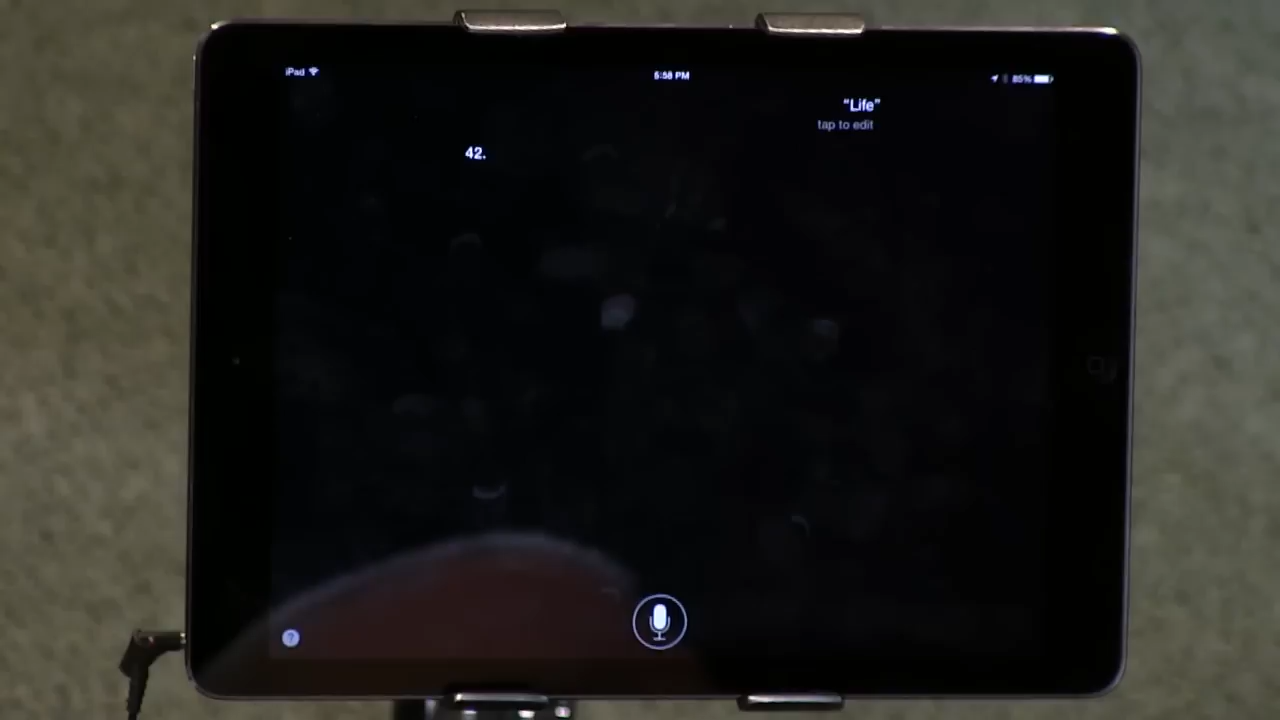 iPad
5:58 PM
85%
“Life”
tap to edit
42.
?